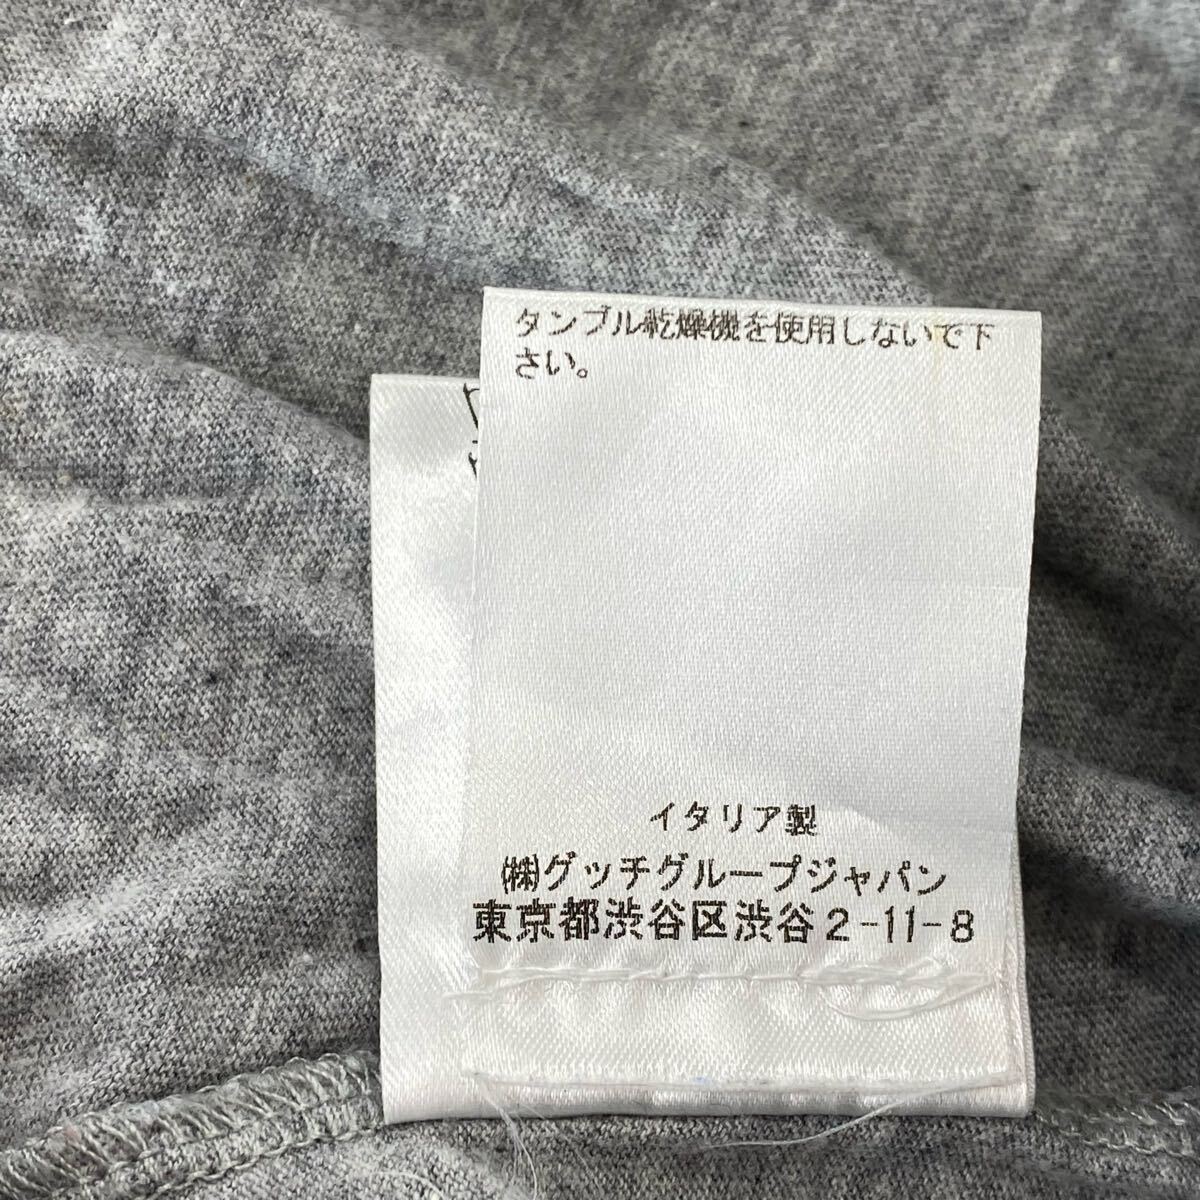 タンブル乾燥機を使用しないで下
さい。
イタリア製
(株)グッチグループジャパン
東京都渋谷区渋谷2-11-8